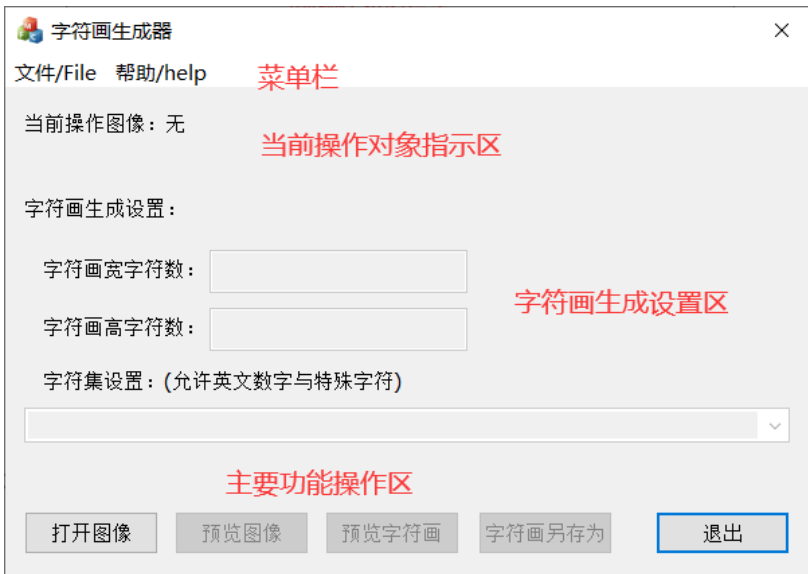 字符画生成器
文件/File 帮助/help 菜单栏
当前操作图像：无
当前操作对象指示区
字符画生成设置：
字符画宽字符数：
字符画生成设置区
字符画高字符数：
字符集设置：(允许英文数字与特殊字符)
主要功能操作区
打开图像 预览图像 预览字符画 字符画另存为 退出